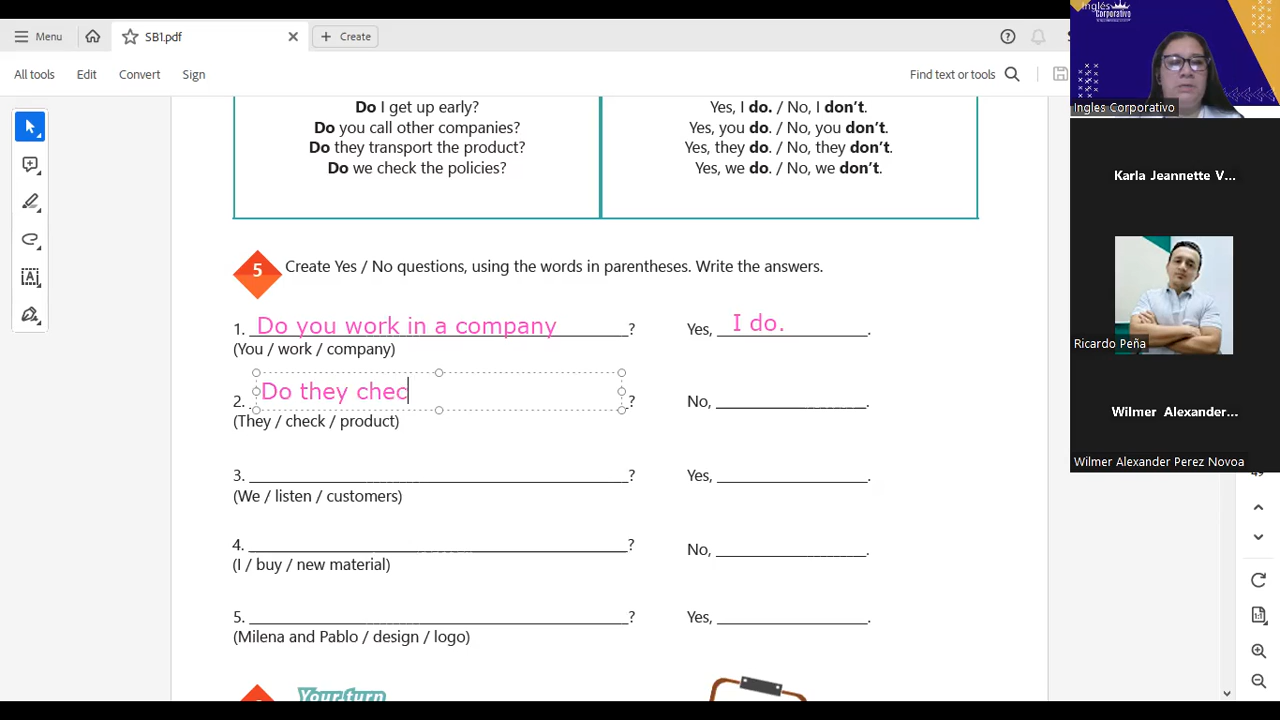 Menu
SB1.pdf
Create
All tools
Edit
Convert
Sign
Find text or tools
Inglés
Corporativo
Ingles Corporativo
Do I get up early?
Do you call other companies?
Do they transport the product?
Do we check the policies?
Yes, I do. / No, I don't.
Yes, you do. / No, you don't.
Yes, they do. / No, they don't.
Yes, we do. / No, we don't.
5
Create Yes / No questions, using the words in parentheses. Write the answers.
1. Do you work in a company ?
Yes, I do. .
(You / work / company)
2. Do they chec ?
No, .
(They / check / product)
3. ?
Yes, .
(We / listen / customers)
4. ?
No, .
(I / buy / new material)
5. ?
Yes, .
(Milena and Pablo / design / logo)
Your turn
Karla Jeannette V...
Ricardo Peña
Wilmer Alexander...
Wilmer Alexander Perez Novoa
1:1